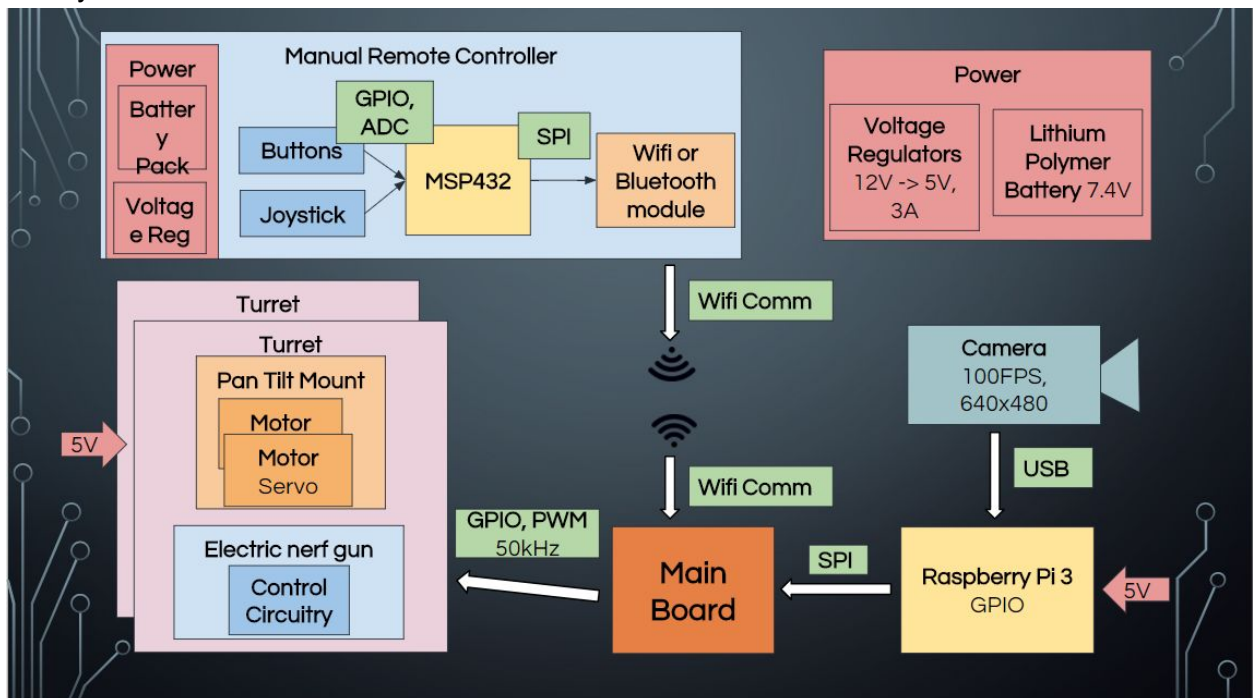 Manual Remote Controller
Power
Batter
y
Pack
Voltag
e Reg
GPIO,
ADC
Buttons
Joystick
MSP432
SPI
Wifi or
Bluetooth
module
Power
Voltage
Regulators
12V -> 5V,
3A
Lithium
Polymer
Battery 7.4V
Wifi Comm
Turret
Turret
Pan Tilt Mount
Motor
Motor
Servo
5V
Electric nerf gun
Control
Circuitry
GPIO, PWM
50kHz
Wifi Comm
Main
Board
SPI
Camera
100FPS,
640x480
USB
Raspberry Pi 3
GPIO
5V